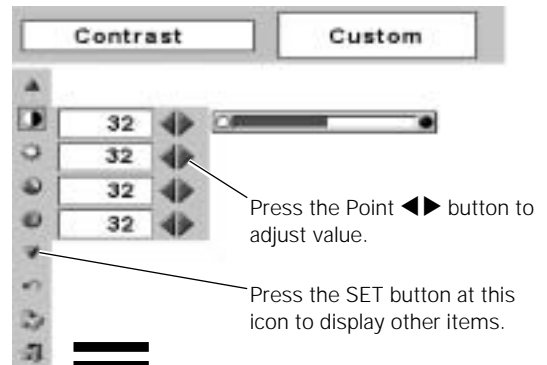 Contrast Custom
32
32
32
32
Press the Point ◀▶ button to
adjust value.
Press the SET button at this
icon to display other items.